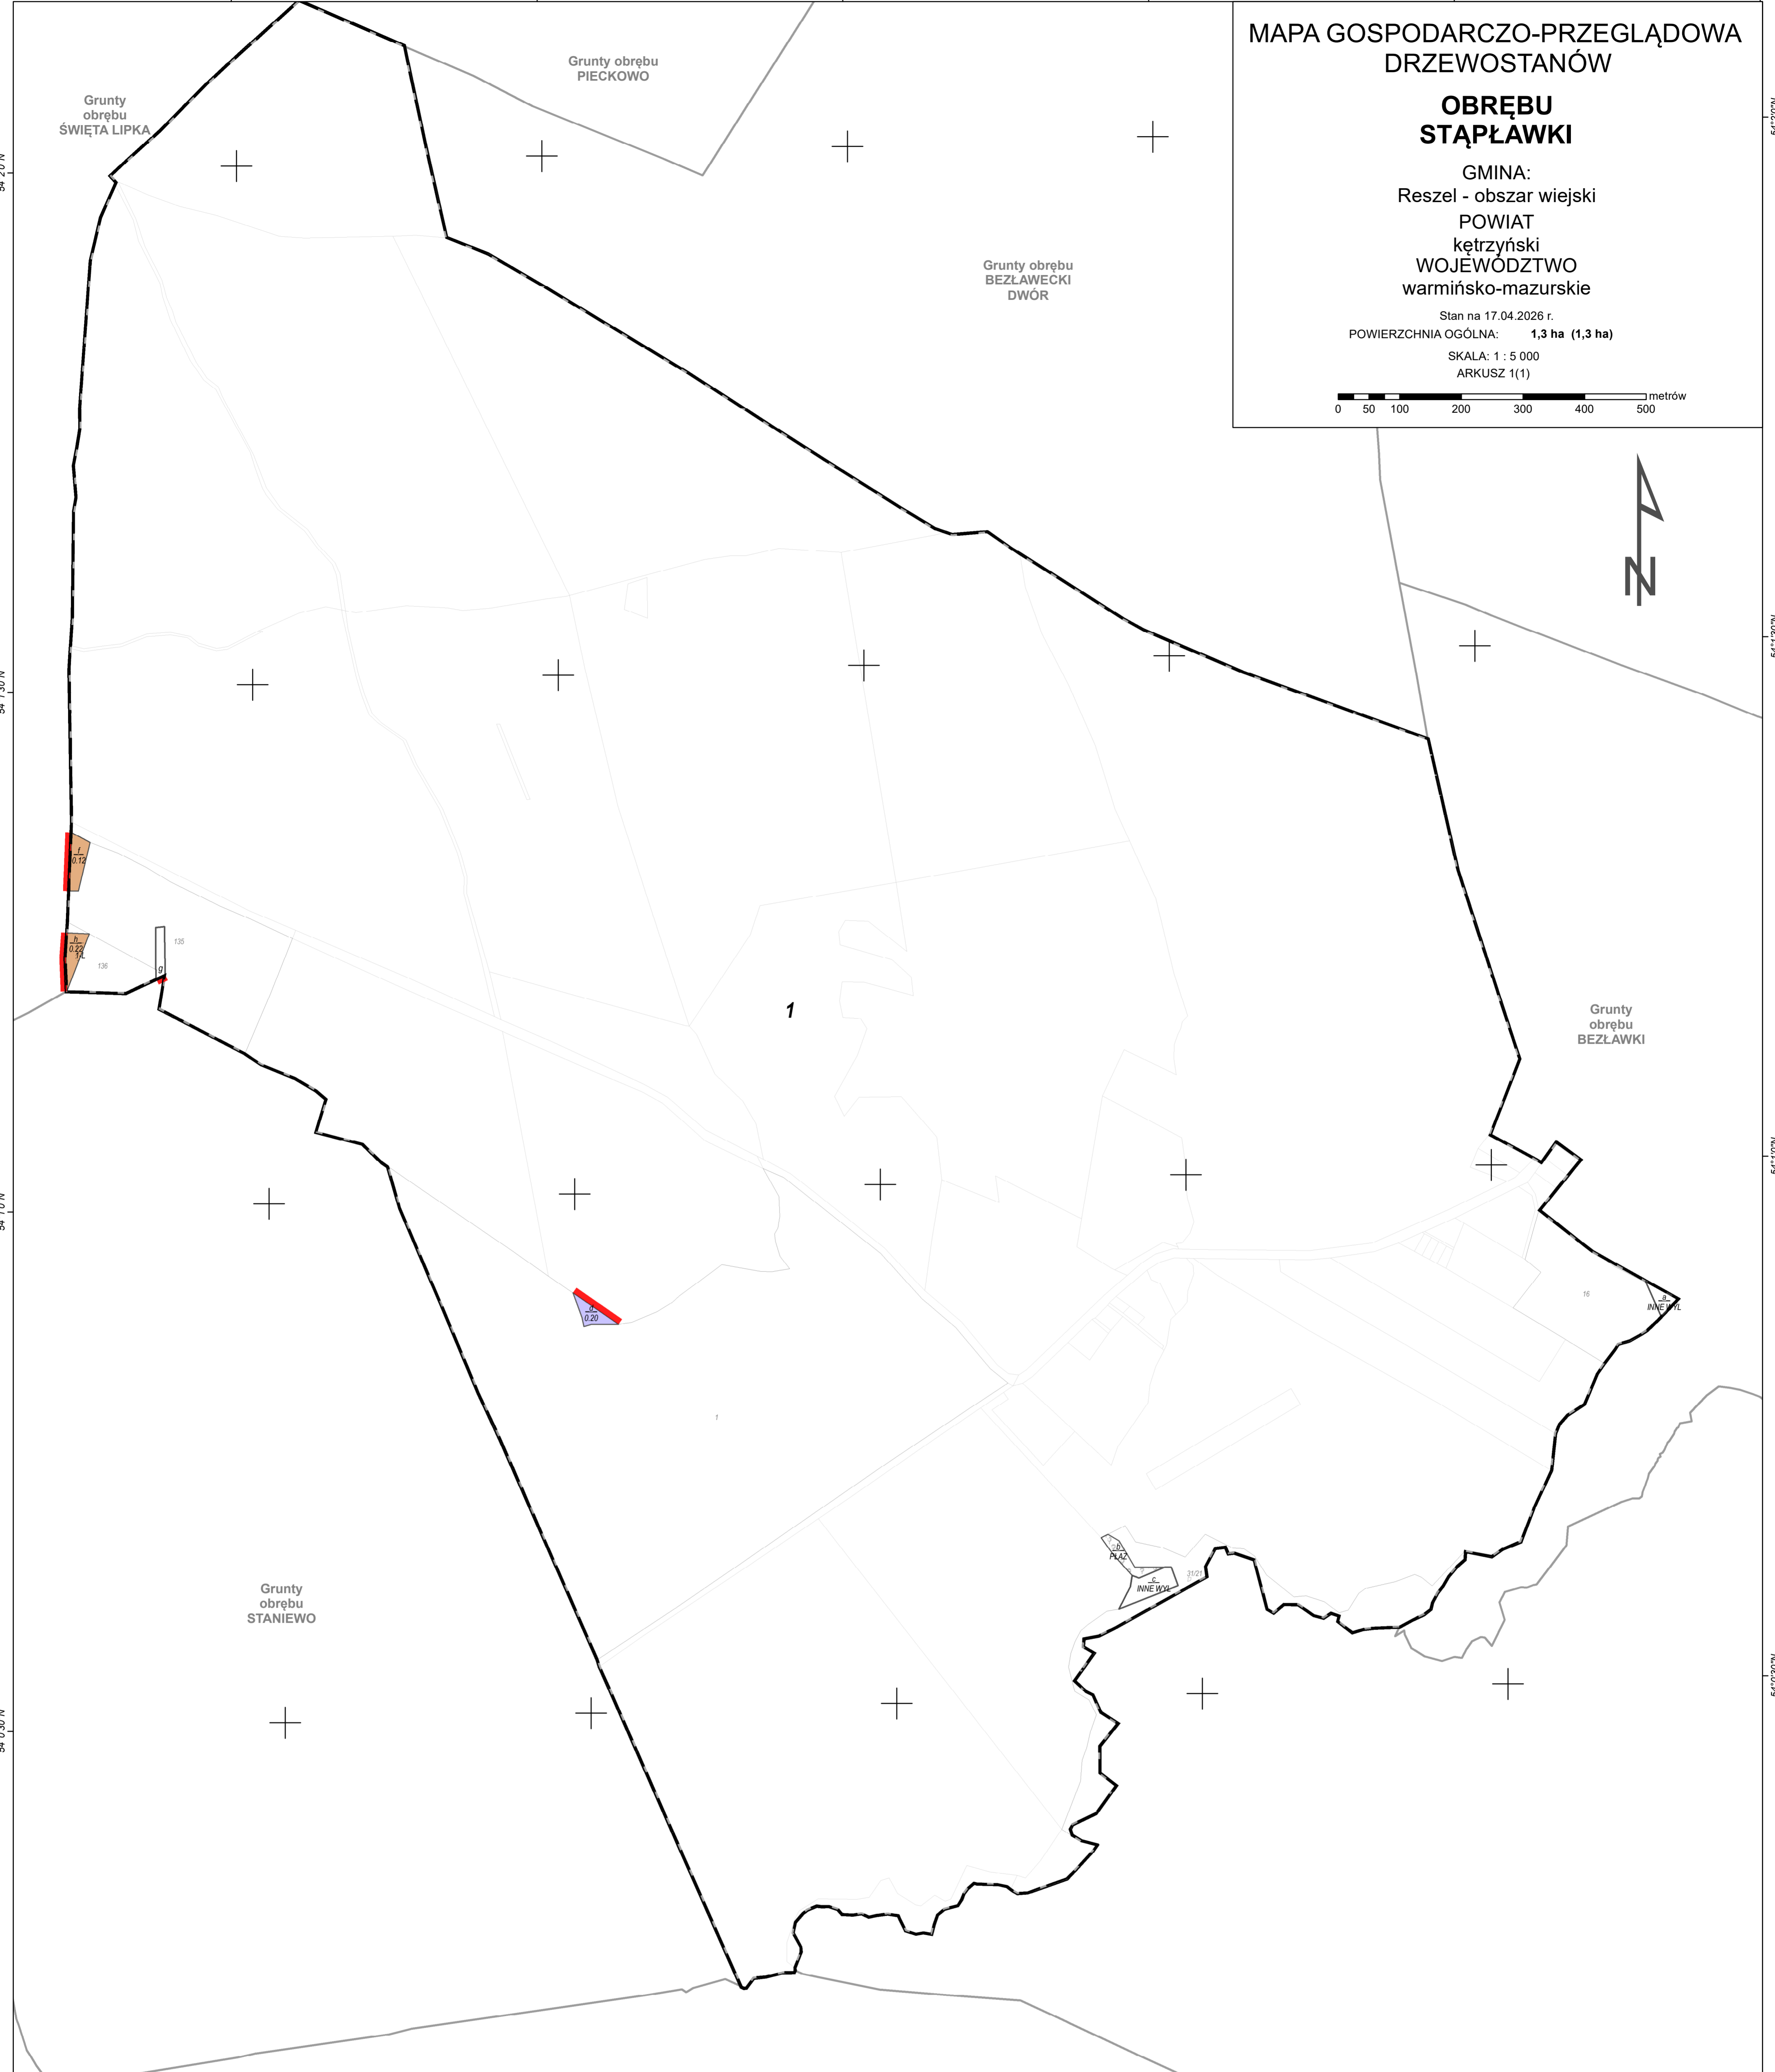 MAPA GOSPODARCZO-PRZEGLĄDOWA
DRZEWOSTANÓW
OBRĘBU
STĄPŁAWKI
GMINA:
Reszel - obszar wiejski
POWIAT
kętrzyński
WOJEWÓDZTWO
warmińsko-mazurskie
Stan na 17.04.2026 r.
POWIERZCHNIA OGÓLNA: 1,3 ha (1,3 ha)
SKALA: 1 : 5 000
ARKUSZ 1(1)
metrów
0 50 100 200 300 400 500
Grunty obrębu
PIECKOWO
Grunty
obrębu
ŚWIĘTA LIPKA
Grunty obrębu
BEZŁAWECKI
DWÓR
N
f
0.12
h
0.22
135
136
g
1
Grunty
obrębu
BEZŁAWKI
16
a
INNE WYL
d
0.20
1
b
PŁAZ
c
INNE WYL
31/21
Grunty
obrębu
STANIEWO